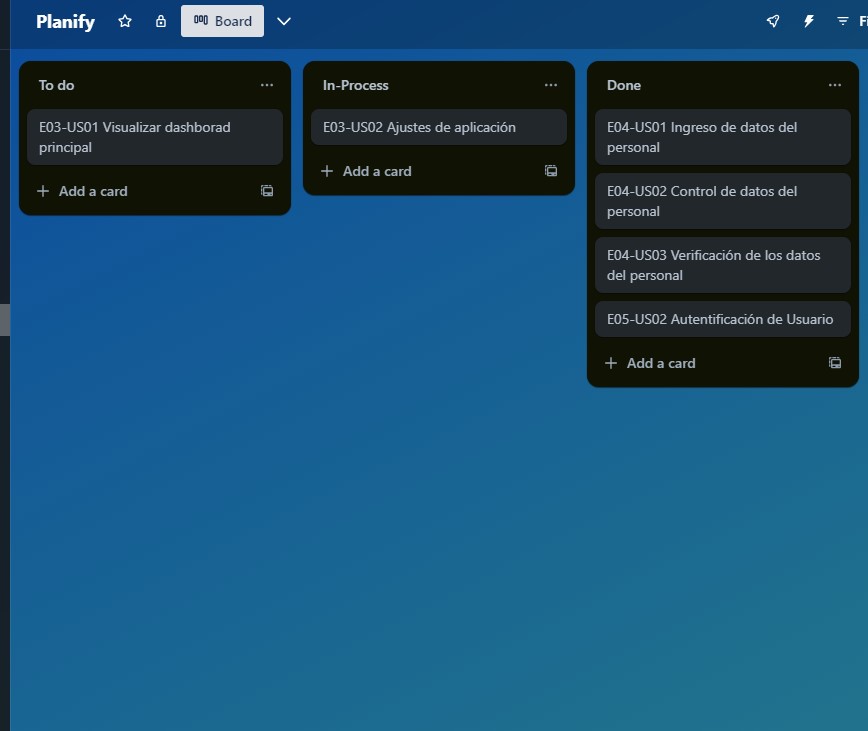 Planify
Board
To do
E03-US01 Visualizar dashborad
principal
Add a card
In-Process
E03-US02 Ajustes de aplicación
Add a card
Done
E04-US01 Ingreso de datos del
personal
E04-US02 Control de datos del
personal
E04-US03 Verificación de los datos
del personal
E05-US02 Autentificación de Usuario
Add a card